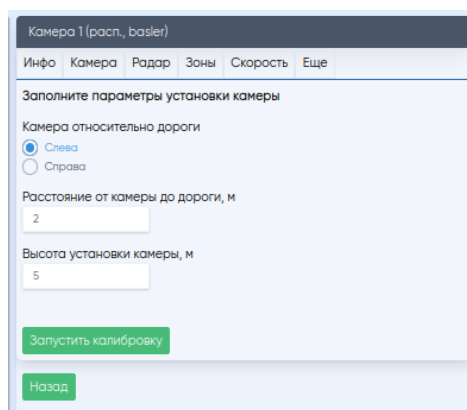 Камера 1 (расп., basler)
Инфо Камера Радар Зоны Скорость Еще
Заполните параметры установки камеры
Камера относительно дороги
Слева
Справа
Расстояние от камеры до дороги, м
2
Высота установки камеры, м
5
Запустить калибровку
Назад